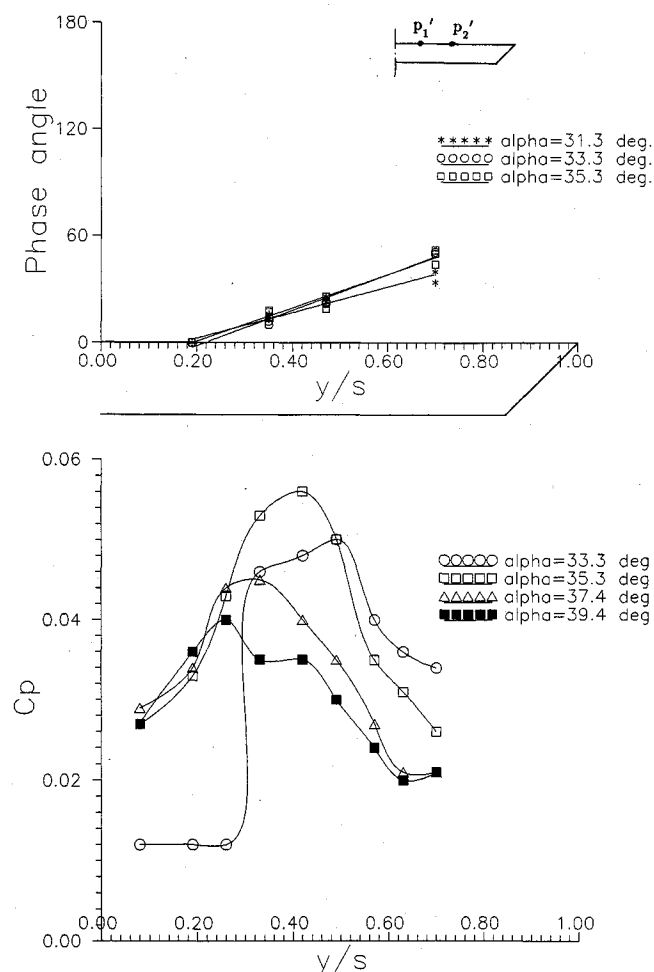 180
120
60
0
Phase angle
p₁′ p₂′
***** alpha=31.3 deg.
alpha=33.3 deg.
alpha=35.3 deg.
0.00 0.20 0.40 0.60 0.80 1.00
y/s
0.06
0.04
0.02
0.00
Cp
alpha=33.3 deg
alpha=35.3 deg
alpha=37.4 deg
alpha=39.4 deg
0.00 0.20 0.40 0.60 0.80 1.00
y/s